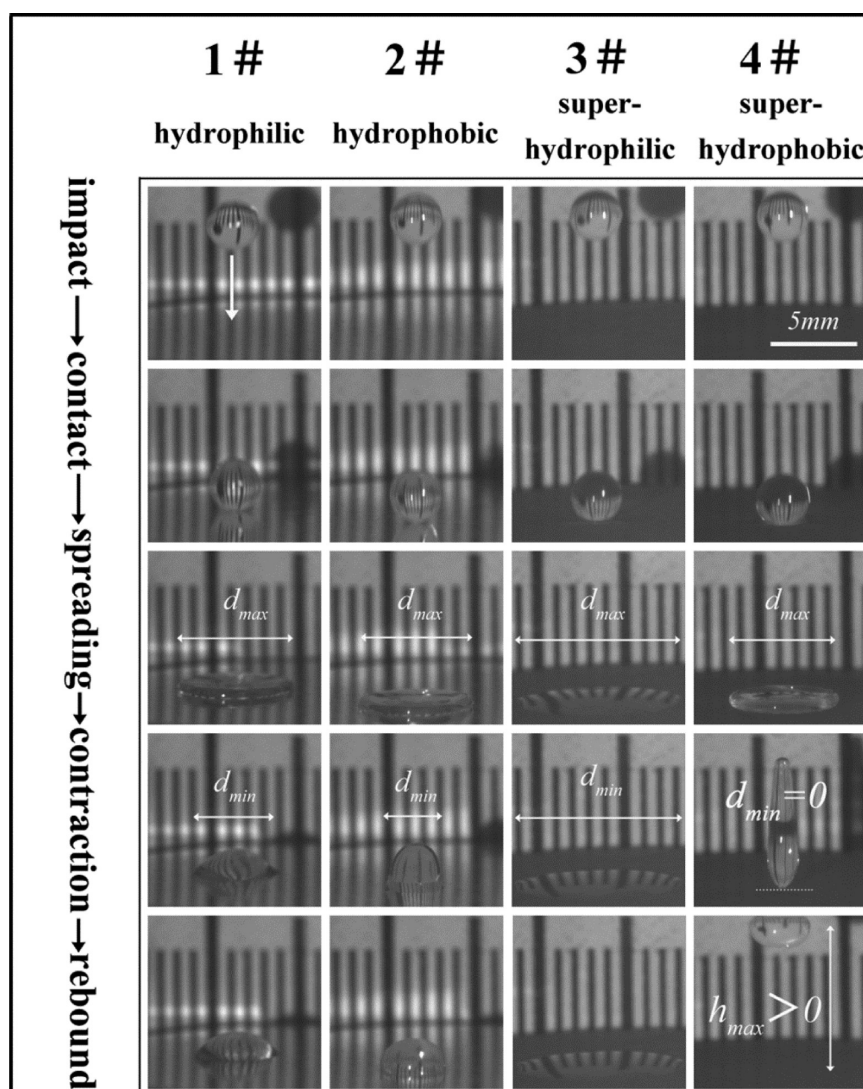 1#
2#
3#
4#
hydrophilic
hydrophobic
super-
hydrophilic
super-
hydrophobic
impact→contact→spreading→contraction→rebound
5mm
dmax
dmax
dmax
dmax
dmin
dmin
dmin
dmin=0
hmax>0